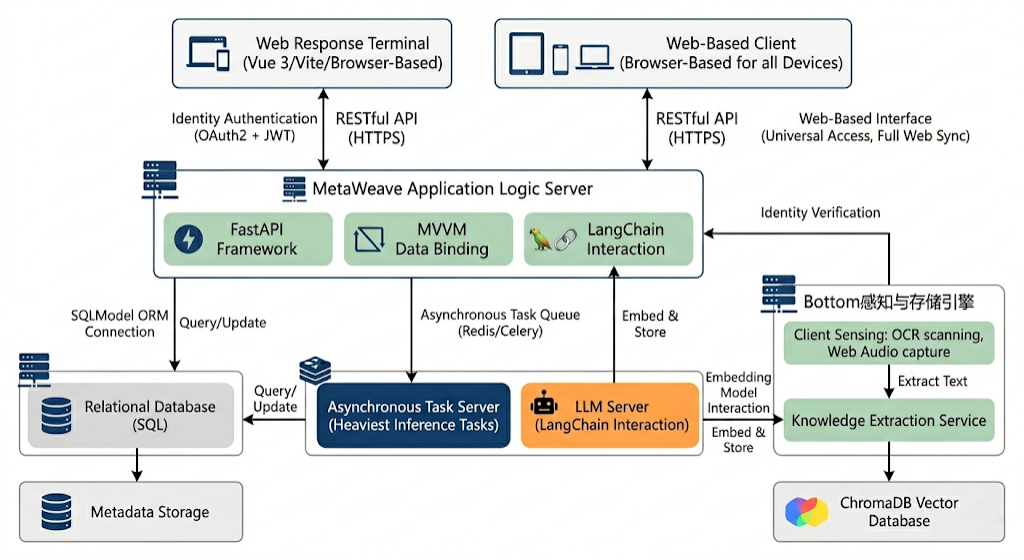 Web Response Terminal
(Vue 3/Vite/Browser-Based)
Web-Based Client
(Browser-Based for all Devices)
Identity Authentication
(OAuth2 + JWT)
RESTful API
(HTTPS)
RESTful API
(HTTPS)
Web-Based Interface
(Universal Access, Full Web Sync)
MetaWeave Application Logic Server
FastAPI
Framework
MVVM
Data Binding
LangChain
Interaction
Identity Verification
SQLModel ORM
Connection
Query/Update
Asynchronous Task Queue
(Redis/Celery)
Embed &
Store
Bottom感知与存储引擎
Client Sensing: OCR scanning,
Web Audio capture
Extract Text
Knowledge Extraction Service
Relational Database
(SQL)
Query/
Update
Asynchronous Task Server
(Heaviest Inference Tasks)
LLM Server
(LangChain Interaction)
Embedding
Model
Interaction
Embed &
Store
Metadata Storage
ChromaDB Vector
Database